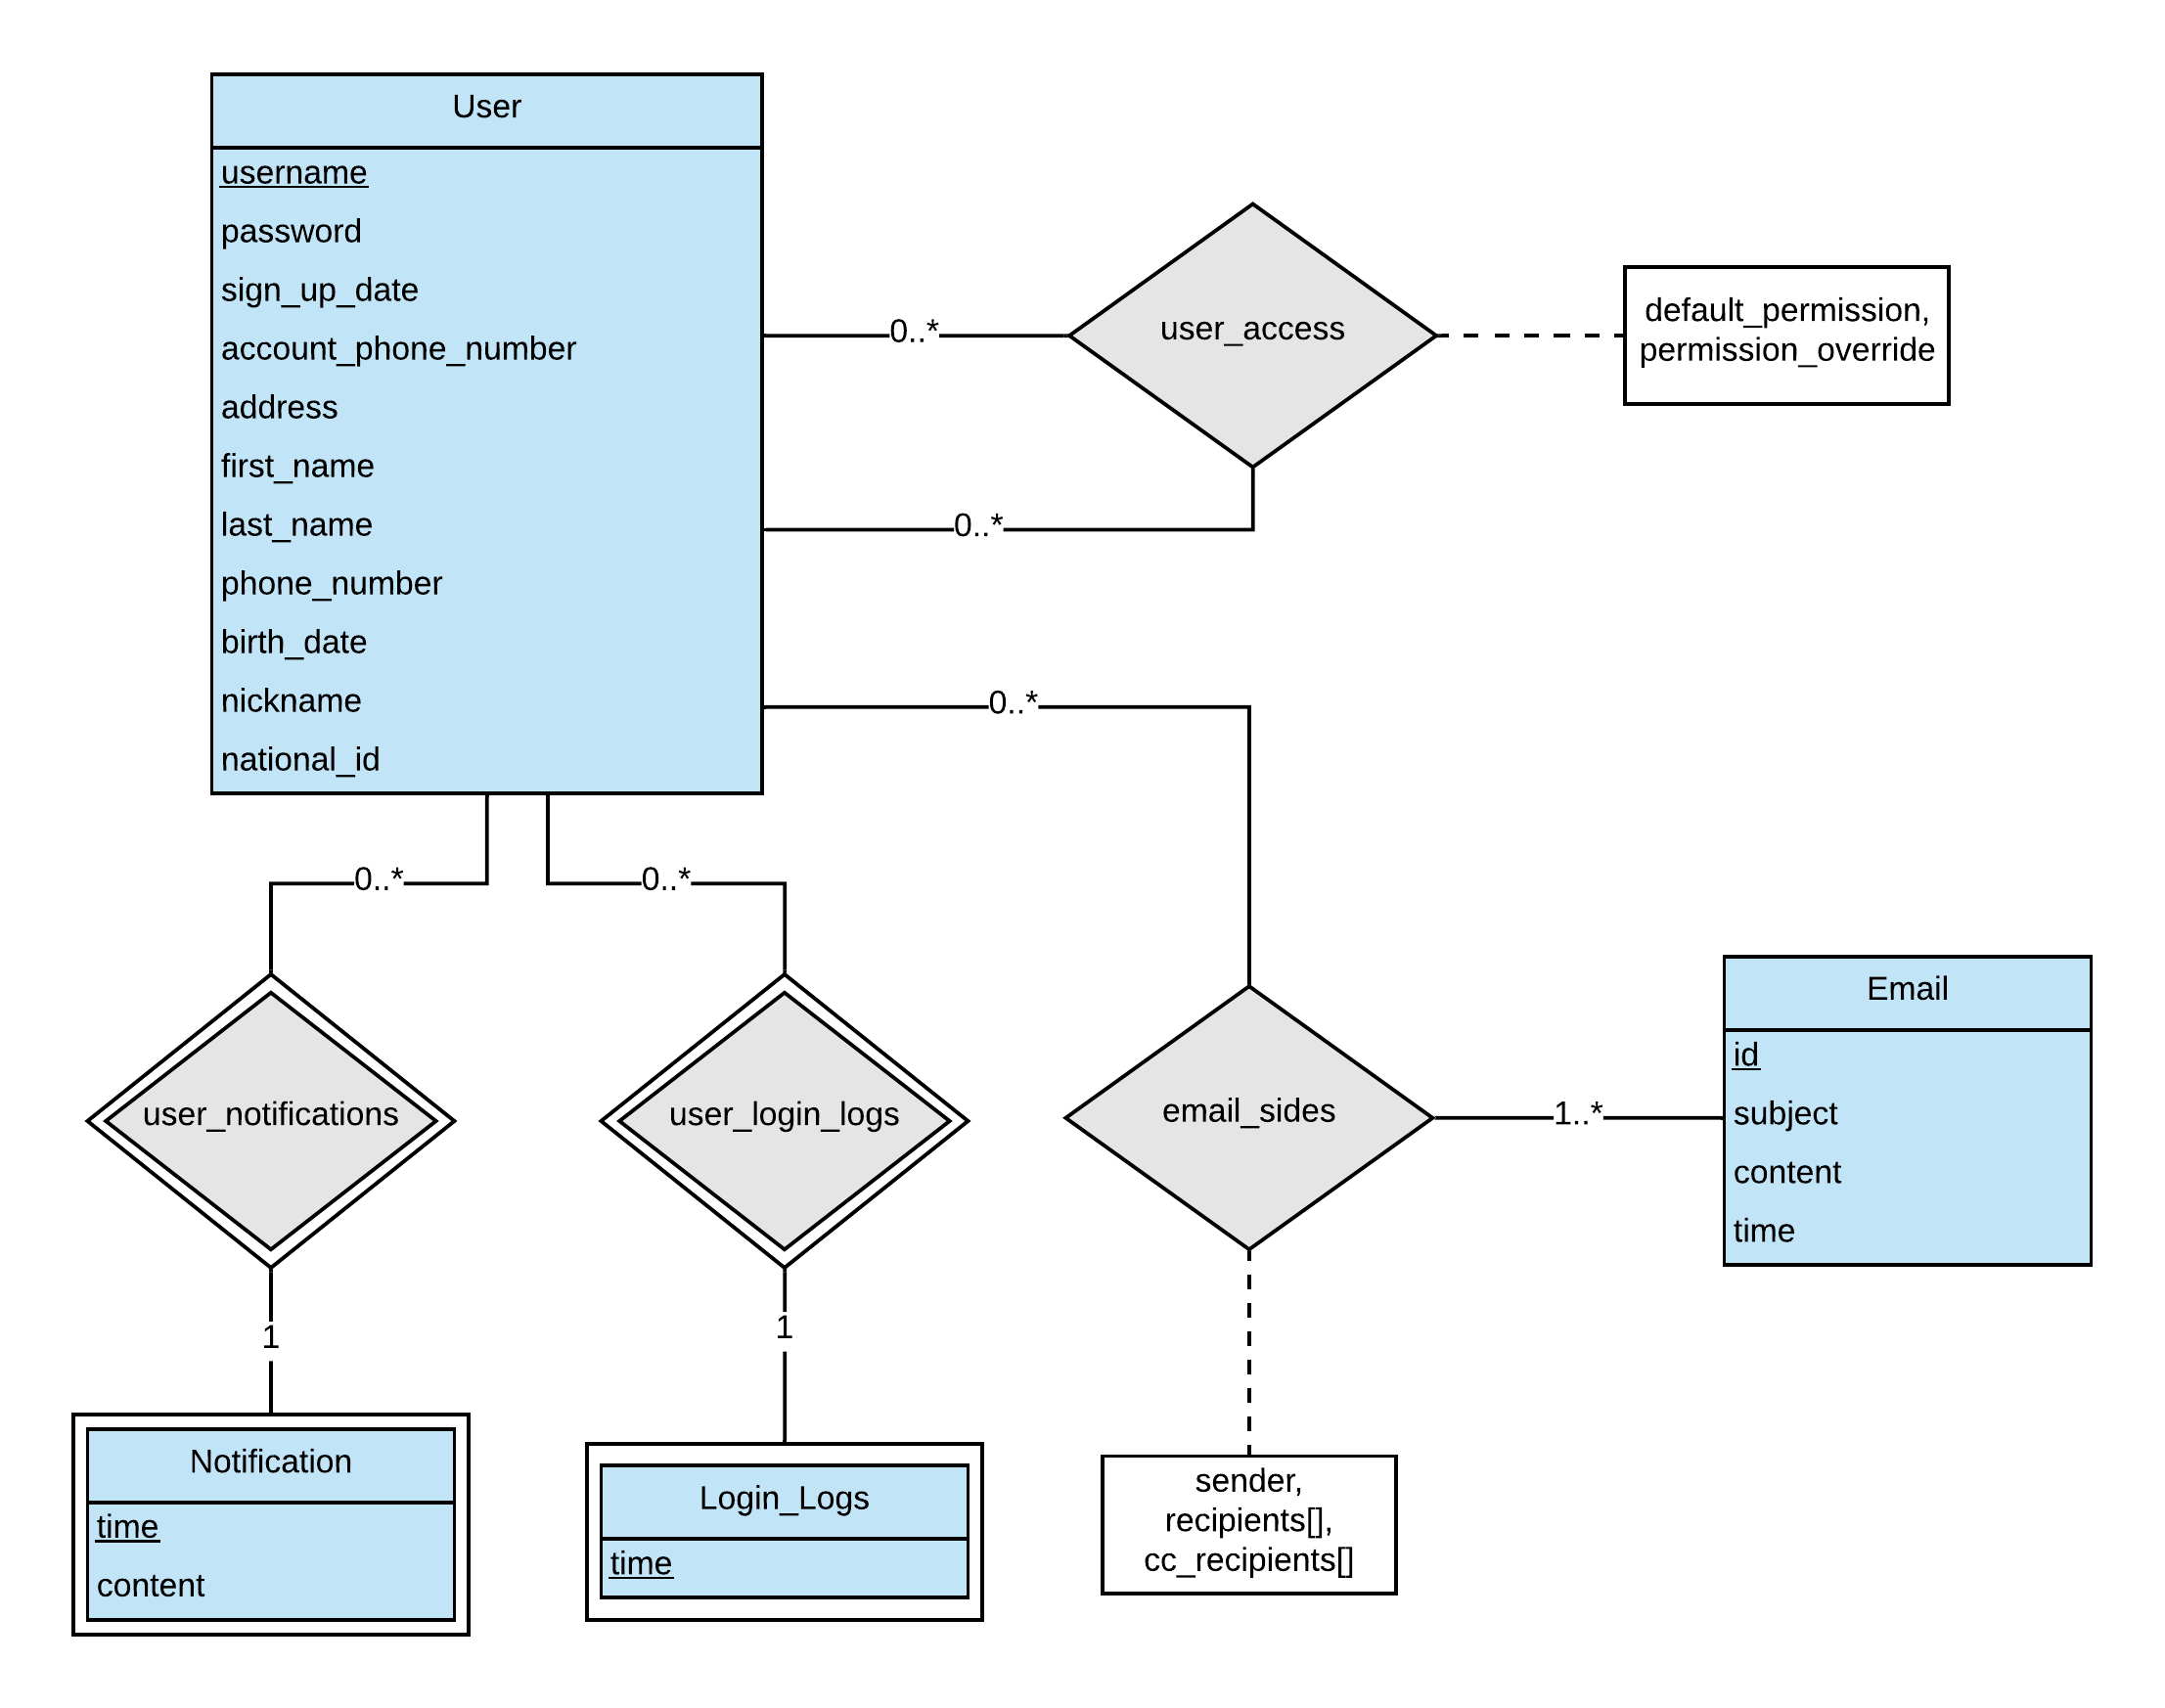 User
username
password
sign_up_date
account_phone_number
address
first_name
last_name
phone_number
birth_date
nickname
national_id
0..*
user_access
default_permission,
permission_override
0..*
0..*
0..*
0..*
user_notifications
user_login_logs
email_sides
1..*
Email
id
subject
content
time
1
1
Notification
time
content
Login_Logs
time
sender,
recipients[],
cc_recipients[]